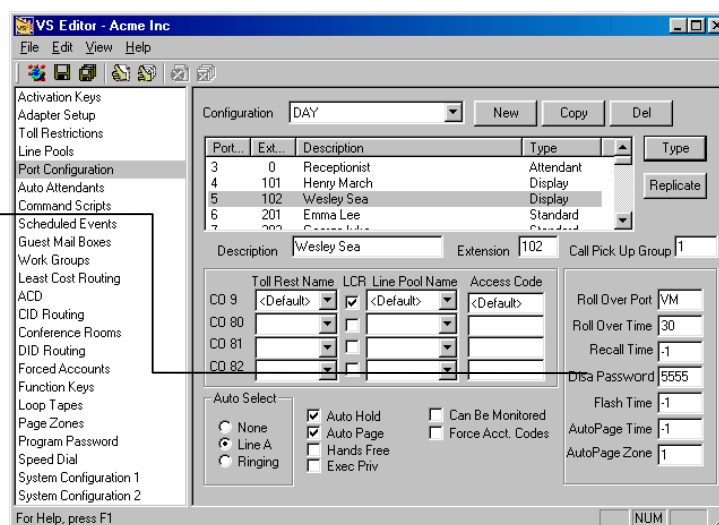 VS Editor - Acme Inc
File Edit View Help
Activation Keys
Adapter Setup
Toll Restrictions
Line Pools
Port Configuration
Auto Attendants
Command Scripts
Scheduled Events
Guest Mail Boxes
Work Groups
Least Cost Routing
ACD
CID Routing
Conference Rooms
DID Routing
Forced Accounts
Function Keys
Loop Tapes
Page Zones
Program Password
Speed Dial
System Configuration 1
System Configuration 2
Configuration DAY New Copy Del
Port... Ext... Description Type
3 0 Receptionist Attendant
4 101 Henry March Display
5 102 Wesley Sea Display
6 201 Emma Lee Standard
Type
Replicate
Description Wesley Sea Extension 102 Call Pick Up Group 1
Toll Rest Name LCR Line Pool Name Access Code
CO 9 <Default> <Default> <Default>
CO 80
CO 81
CO 82
Roll Over Port VM
Roll Over Time 30
Recall Time -1
Disa Password 5555
Flash Time -1
AutoPage Time -1
AutoPage Zone 1
Auto Select
None
Line A
Ringing
Auto Hold
Auto Page
Hands Free
Exec Priv
Can Be Monitored
Force Acct. Codes
For Help, press F1 NUM